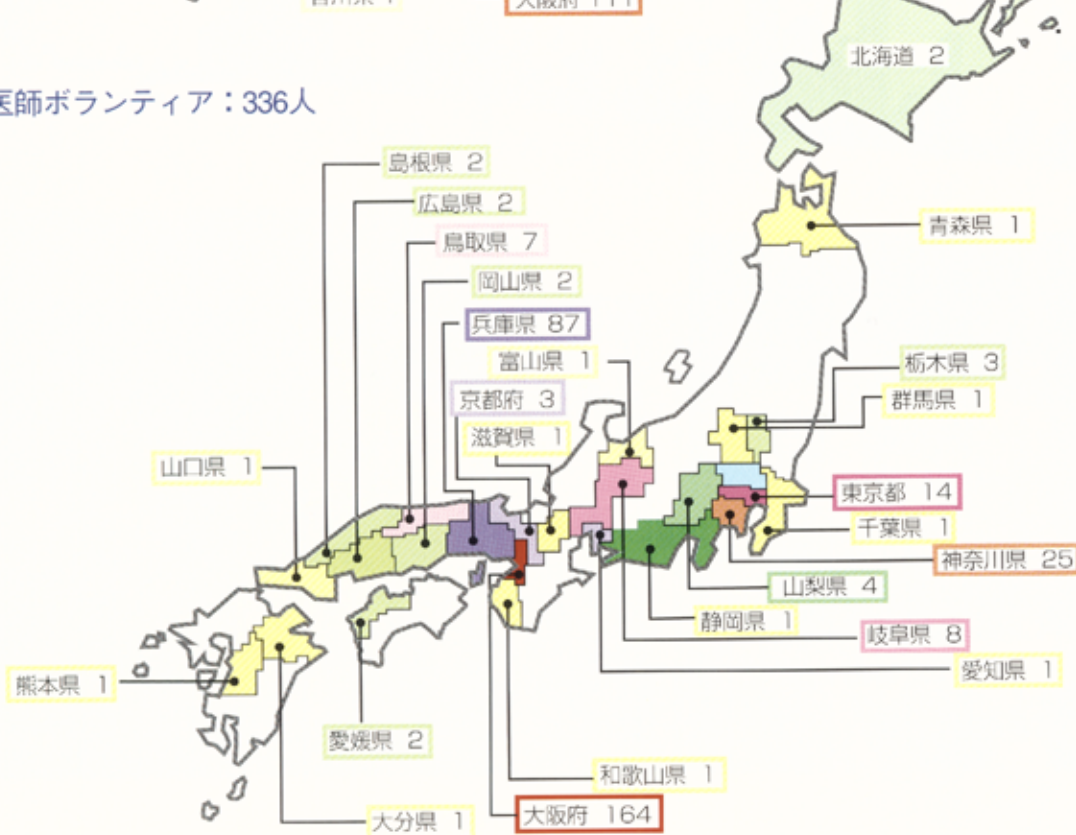 大阪府 111
北海道 2
医師ボランティア：336人
島根県 2
広島県 2
青森県 1
鳥取県 7
岡山県 2
兵庫県 87
富山県 1
栃木県 3
京都府 3
群馬県 1
滋賀県 1
山口県 1
東京都 14
千葉県 1
神奈川県 25
山梨県 4
静岡県 1
岐阜県 8
愛知県 1
熊本県 1
愛媛県 2
和歌山県 1
大阪府 164
大分県 1